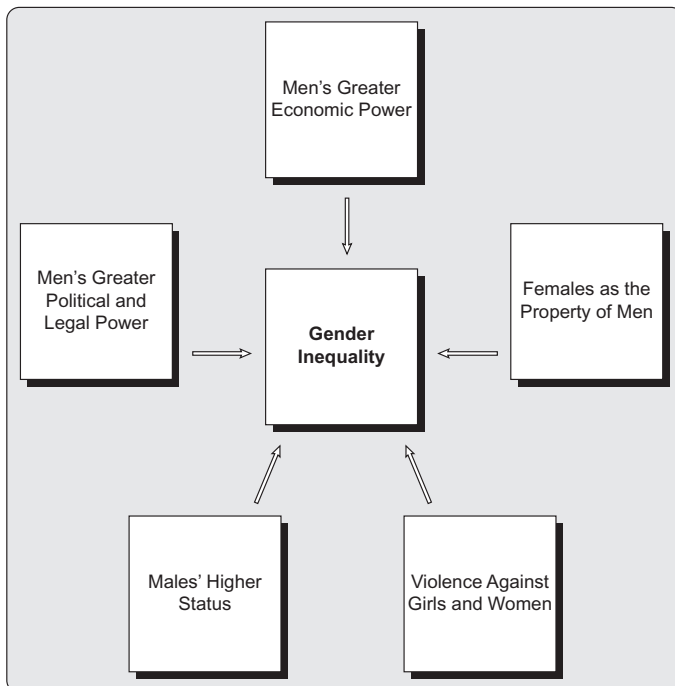 Men’s Greater
Economic Power
Men’s Greater
Political and
Legal Power
Gender
Inequality
Females as the
Property of Men
Males’ Higher
Status
Violence Against
Girls and Women